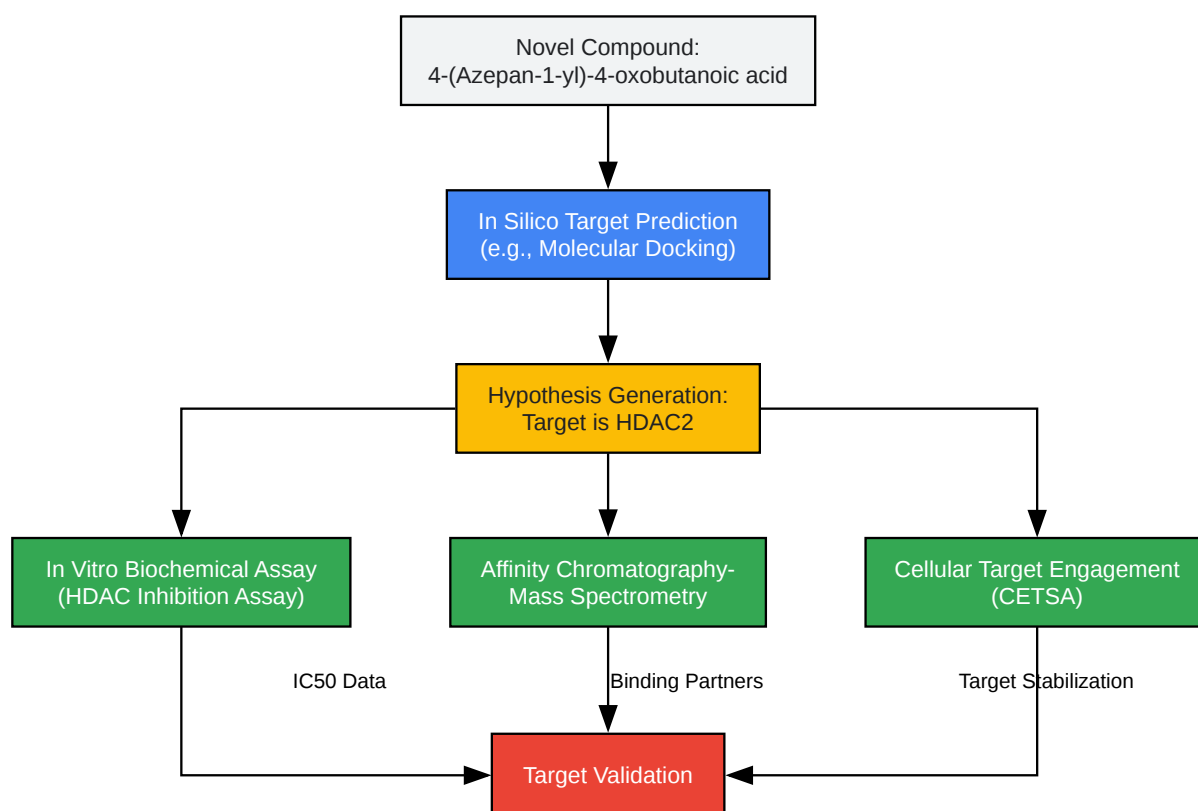 Novel Compound:
4-(Azepan-1-yl)-4-oxobutanoic acid
In Silico Target Prediction
(e.g., Molecular Docking)
Hypothesis Generation:
Target is HDAC2
In Vitro Biochemical Assay
(HDAC Inhibition Assay)
Affinity Chromatography-
Mass Spectrometry
Cellular Target Engagement
(CETSA)
IC50 Data
Binding Partners
Target Stabilization
Target Validation